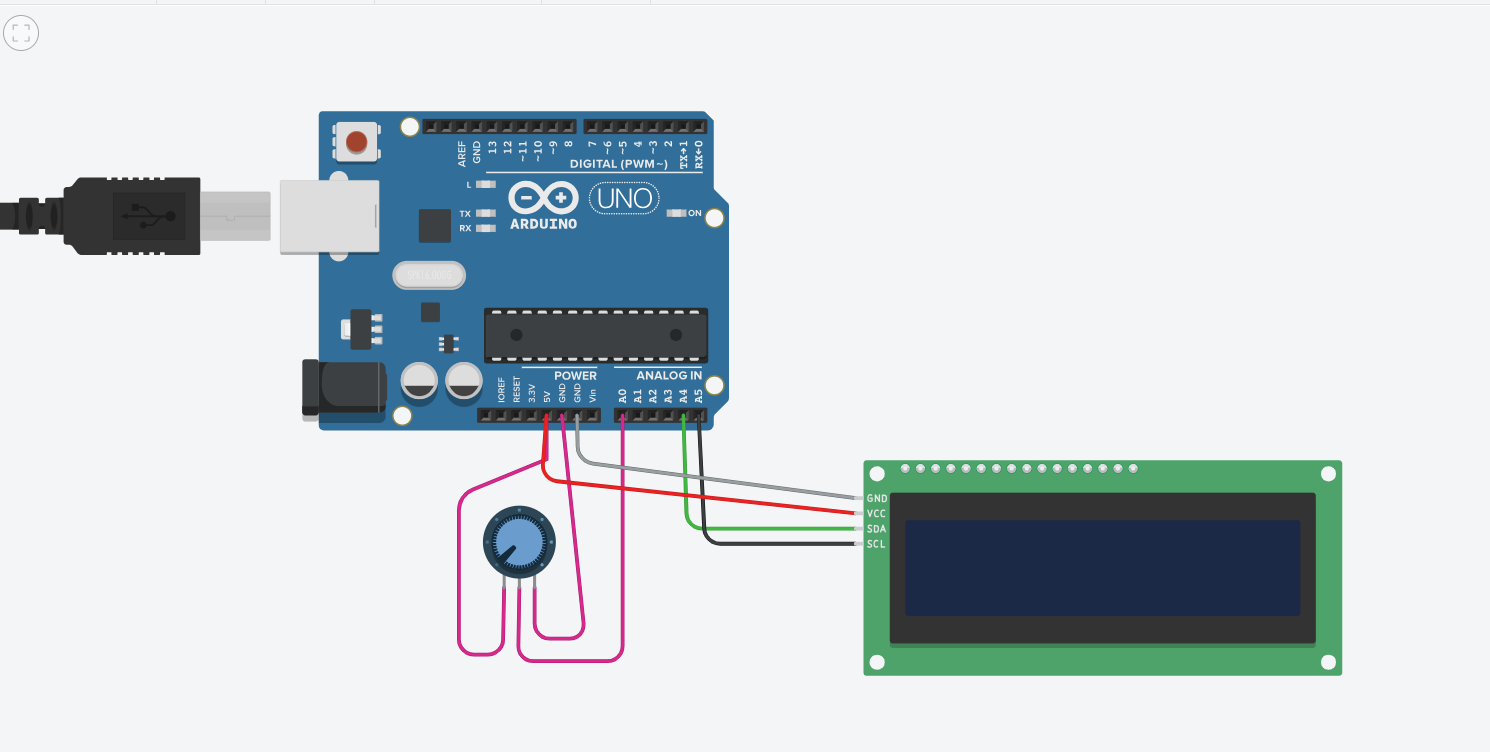 AREF
GND
13
12
~11
~10
~9
8
7
~6
~5
4
~3
2
TX→1
RX←0
DIGITAL (PWM~)
L
TX
RX
ARDUINO
UNO
ON
POWER
ANALOG IN
IOREF
RESET
3.3V
5V
GND
GND
Vin
A0
A1
A2
A3
A4
A5
GND
VCC
SDA
SCL